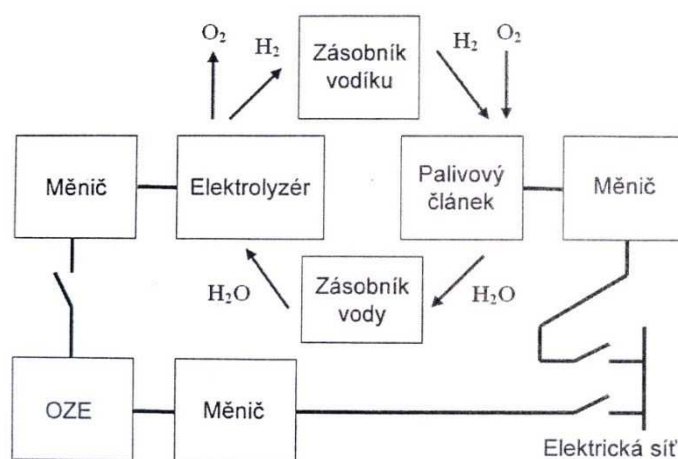 O₂
H₂
Zásobník
vodíku
H₂
O₂
Měnič
Elektrolyzér
Palivový
článek
Měnič
H₂O
Zásobník
vody
H₂O
OZE
Měnič
Elektrická síť